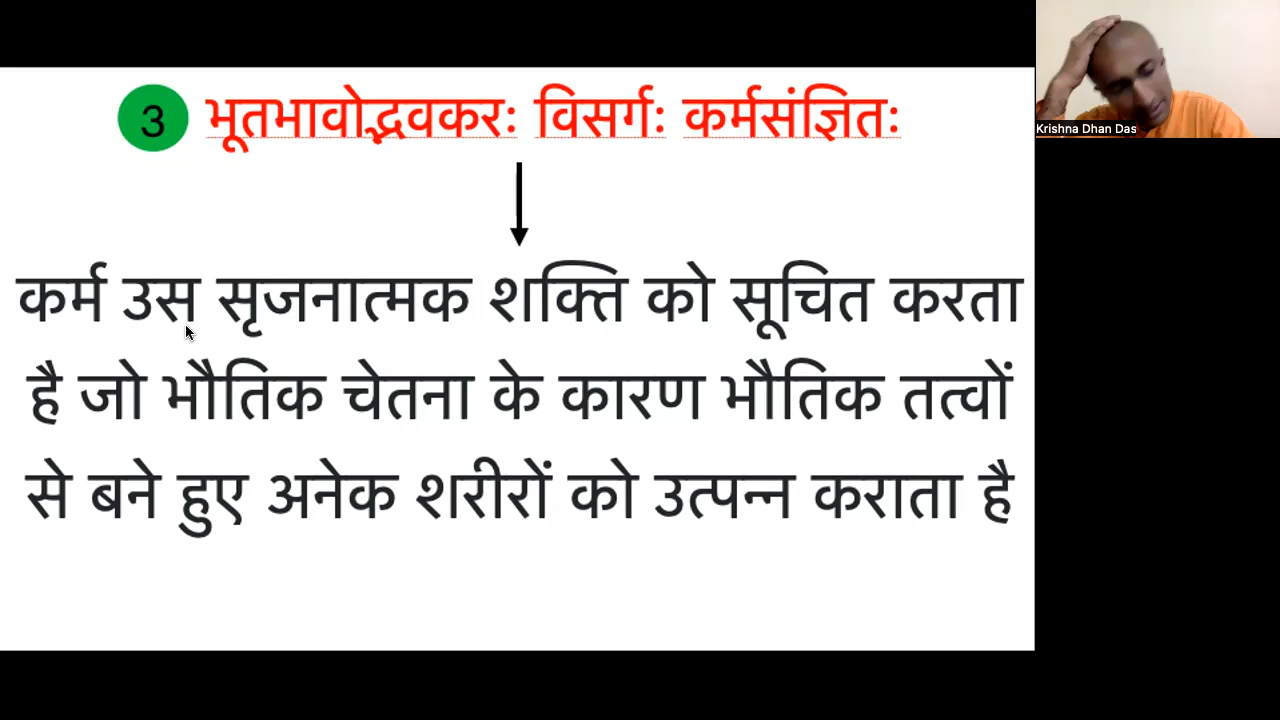 3 भूतभावोद्भवकरः विसर्गः कर्मसंज्ञितः
कर्म उस सृजनात्मक शक्ति को सूचित करता
है जो भौतिक चेतना के कारण भौतिक तत्वों
से बने हुए अनेक शरीरों को उत्पन्न कराता है
Krishna Dhan Das